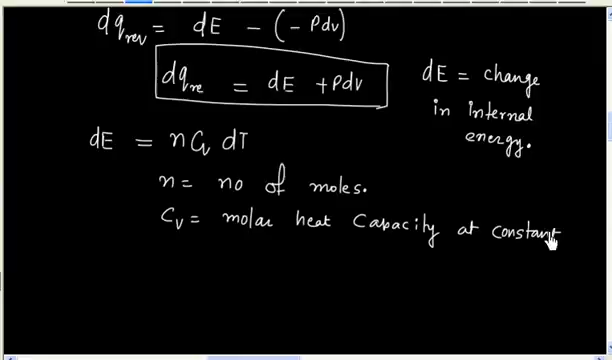 dq_rev = dE - (-Pdv)
dq_re = dE + Pdv
dE = change
in internal
energy.
dE = n C_v dT
n = no of moles.
C_v = molar heat capacity at constant